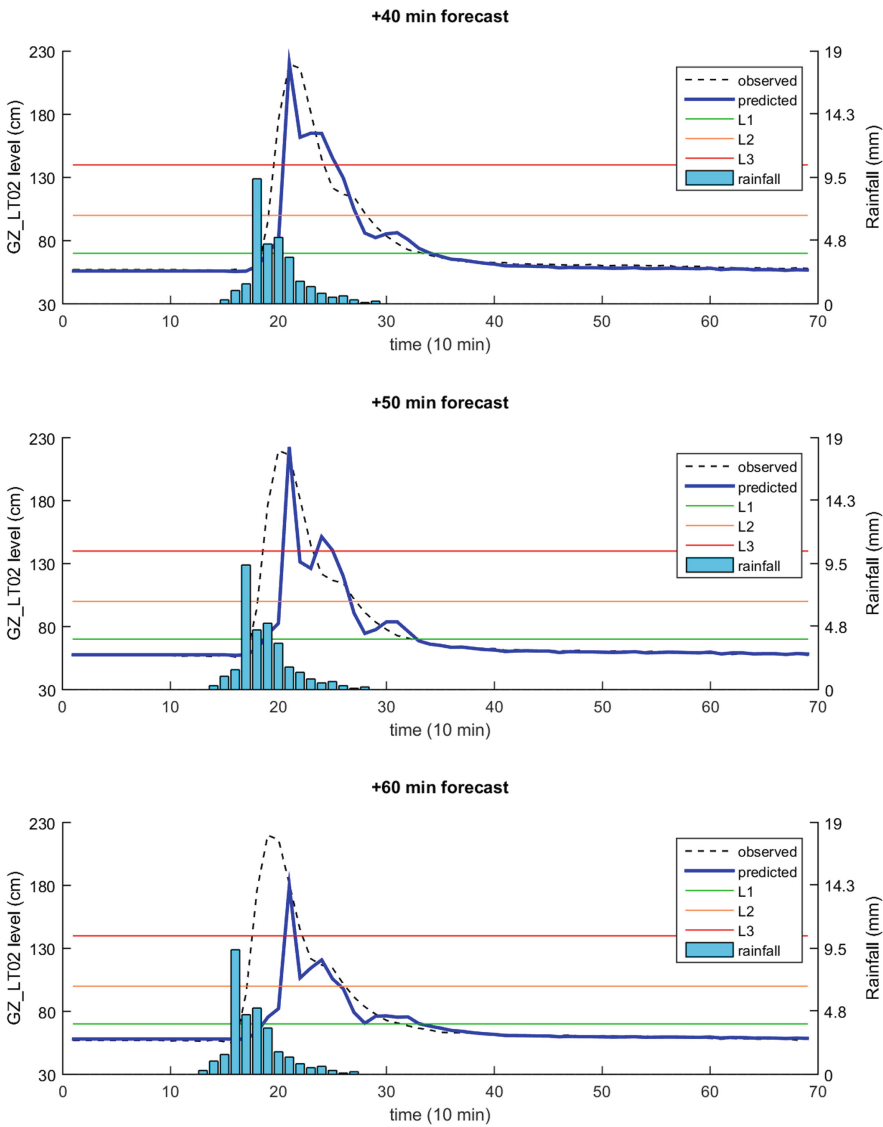 +40 min forecast
GZ_LT02 level (cm)
230
180
130
80
30
0 10 20 30 40 50 60 70
time (10 min)
19
14.3
9.5
4.8
0
Rainfall (mm)
observed
predicted
L1
L2
L3
rainfall
+50 min forecast
GZ_LT02 level (cm)
230
180
130
80
30
0 10 20 30 40 50 60 70
time (10 min)
19
14.3
9.5
4.8
0
Rainfall (mm)
observed
predicted
L1
L2
L3
rainfall
+60 min forecast
GZ_LT02 level (cm)
230
180
130
80
30
0 10 20 30 40 50 60 70
time (10 min)
19
14.3
9.5
4.8
0
Rainfall (mm)
observed
predicted
L1
L2
L3
rainfall